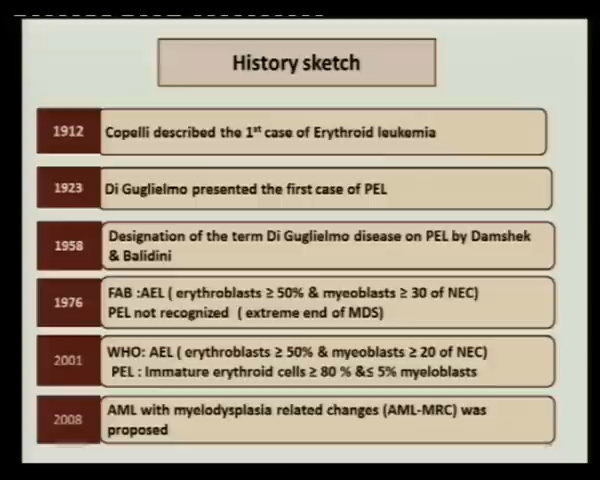 History sketch
1912
Copelli described the 1st case of Erythroid leukemia
1923
Di Guglielmo presented the first case of PEL
1958
Designation of the term Di Guglielmo disease on PEL by Damshek
& Balidini
1976
FAB :AEL ( erythroblasts ≥ 50% & myeoblasts ≥ 30 of NEC)
PEL not recognized ( extreme end of MDS)
2001
WHO: AEL ( erythroblasts ≥ 50% & myeoblasts ≥ 20 of NEC)
PEL : Immature erythroid cells ≥ 80 % &≤ 5% myeloblasts
2008
AML with myelodysplasia related changes (AML-MRC) was
proposed